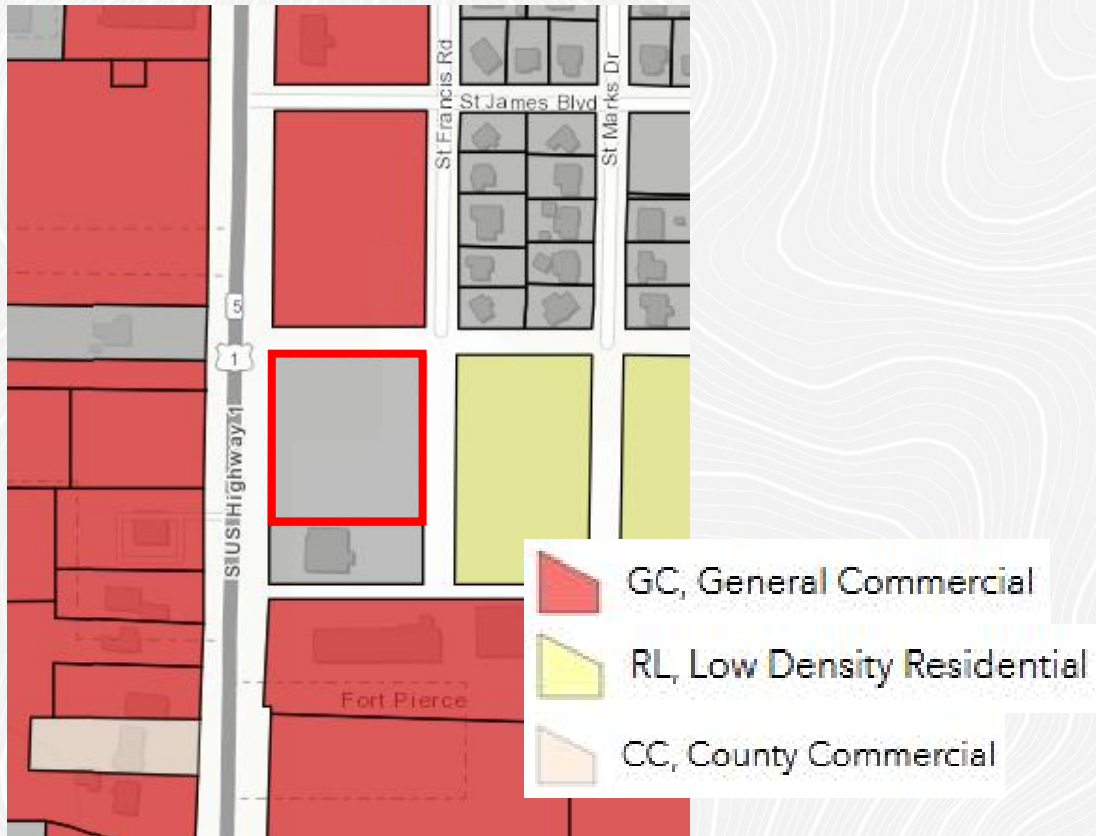 St Francis Rd
St James Blvd
St Marks Dr
5
1
S US Highway 1
Fort Pierce
GC, General Commercial
RL, Low Density Residential
CC, County Commercial